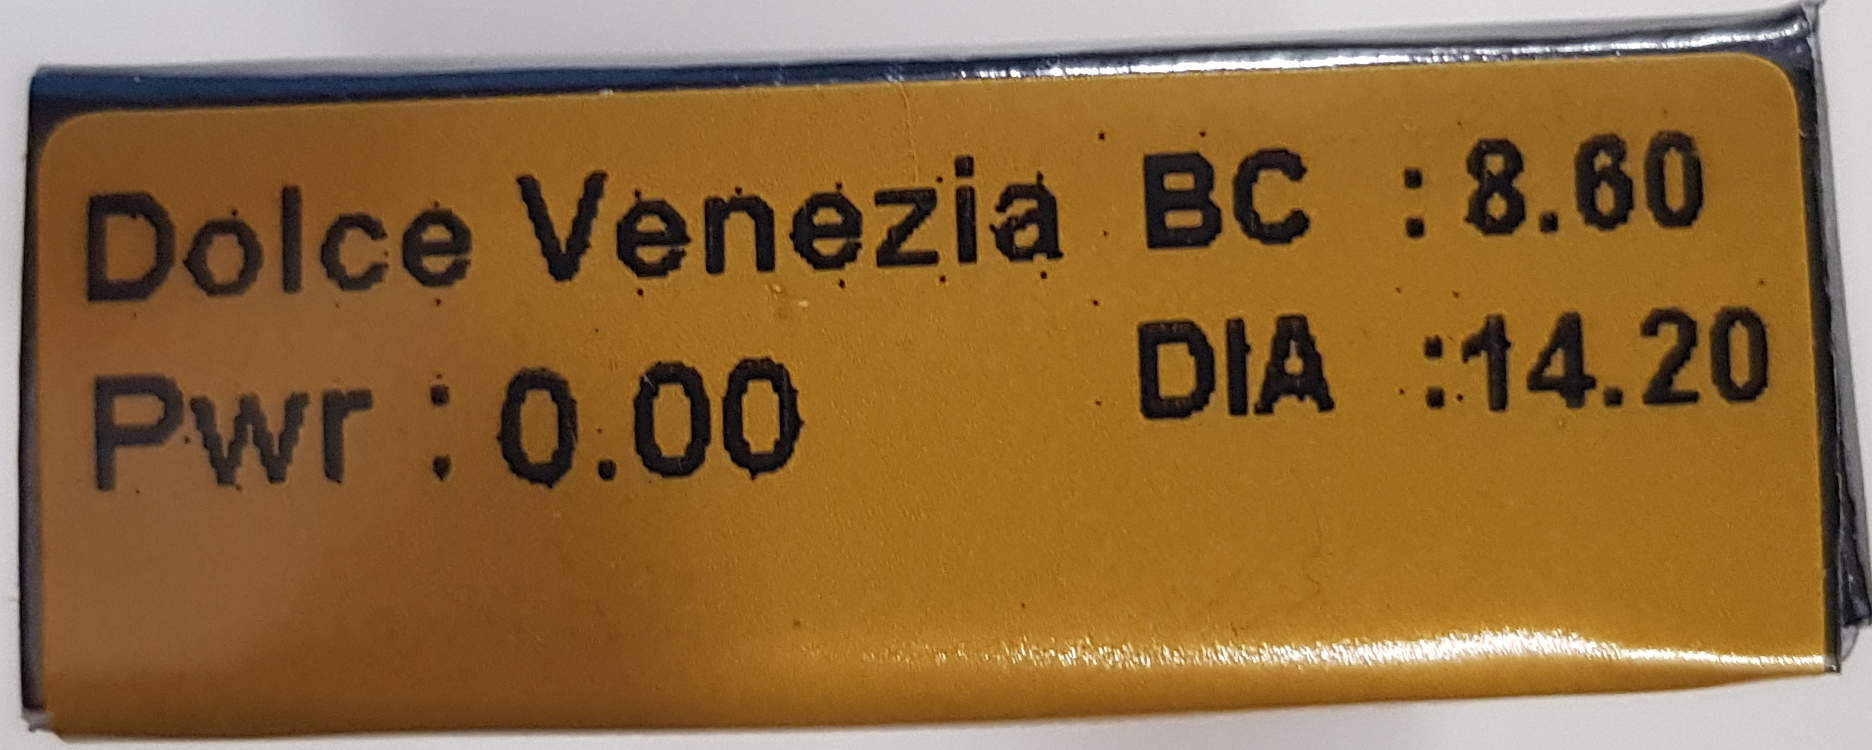 Dolce Venezia BC : 8.60
Pwr : 0.00 DIA :14.20